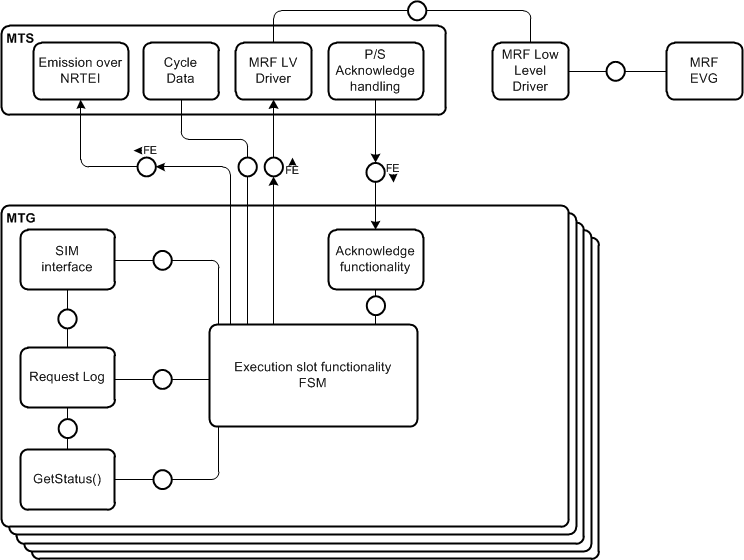 MTS
Emission over
NRTEI
Cycle
Data
MRF LV
Driver
P/S
Acknowledge
handling
MRF Low
Level
Driver
MRF
EVG
FE
FE
FE
MTG
SIM
interface
Acknowledge
functionality
Request Log
Execution slot functionality
FSM
GetStatus()